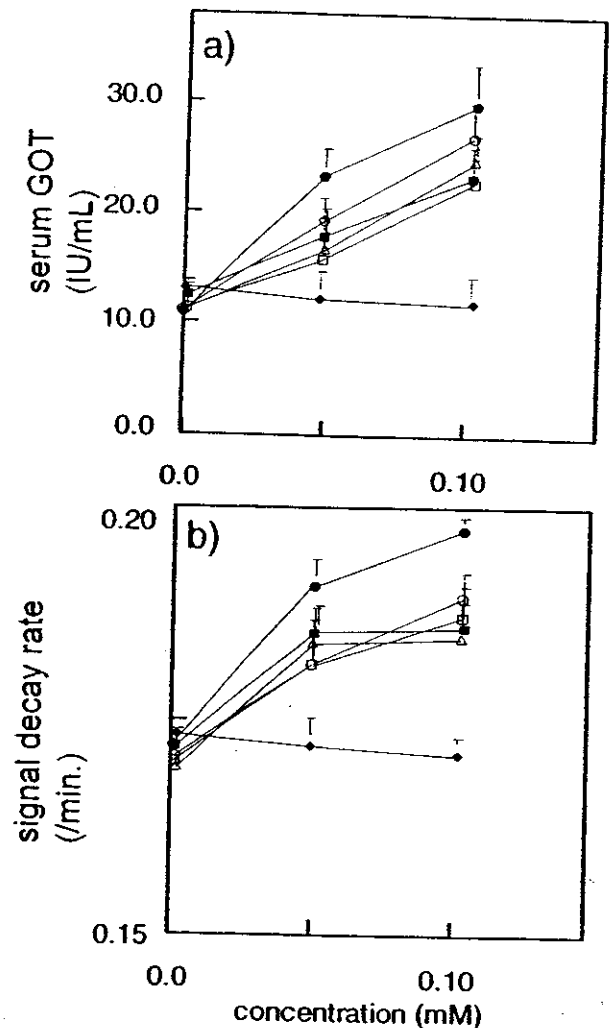 a)
30.0
20.0
10.0
0.0
serum GOT
(IU/mL)
0.0 0.10
b)
0.20
0.15
signal decay rate
(/min.)
0.0 0.10
concentration (mM)